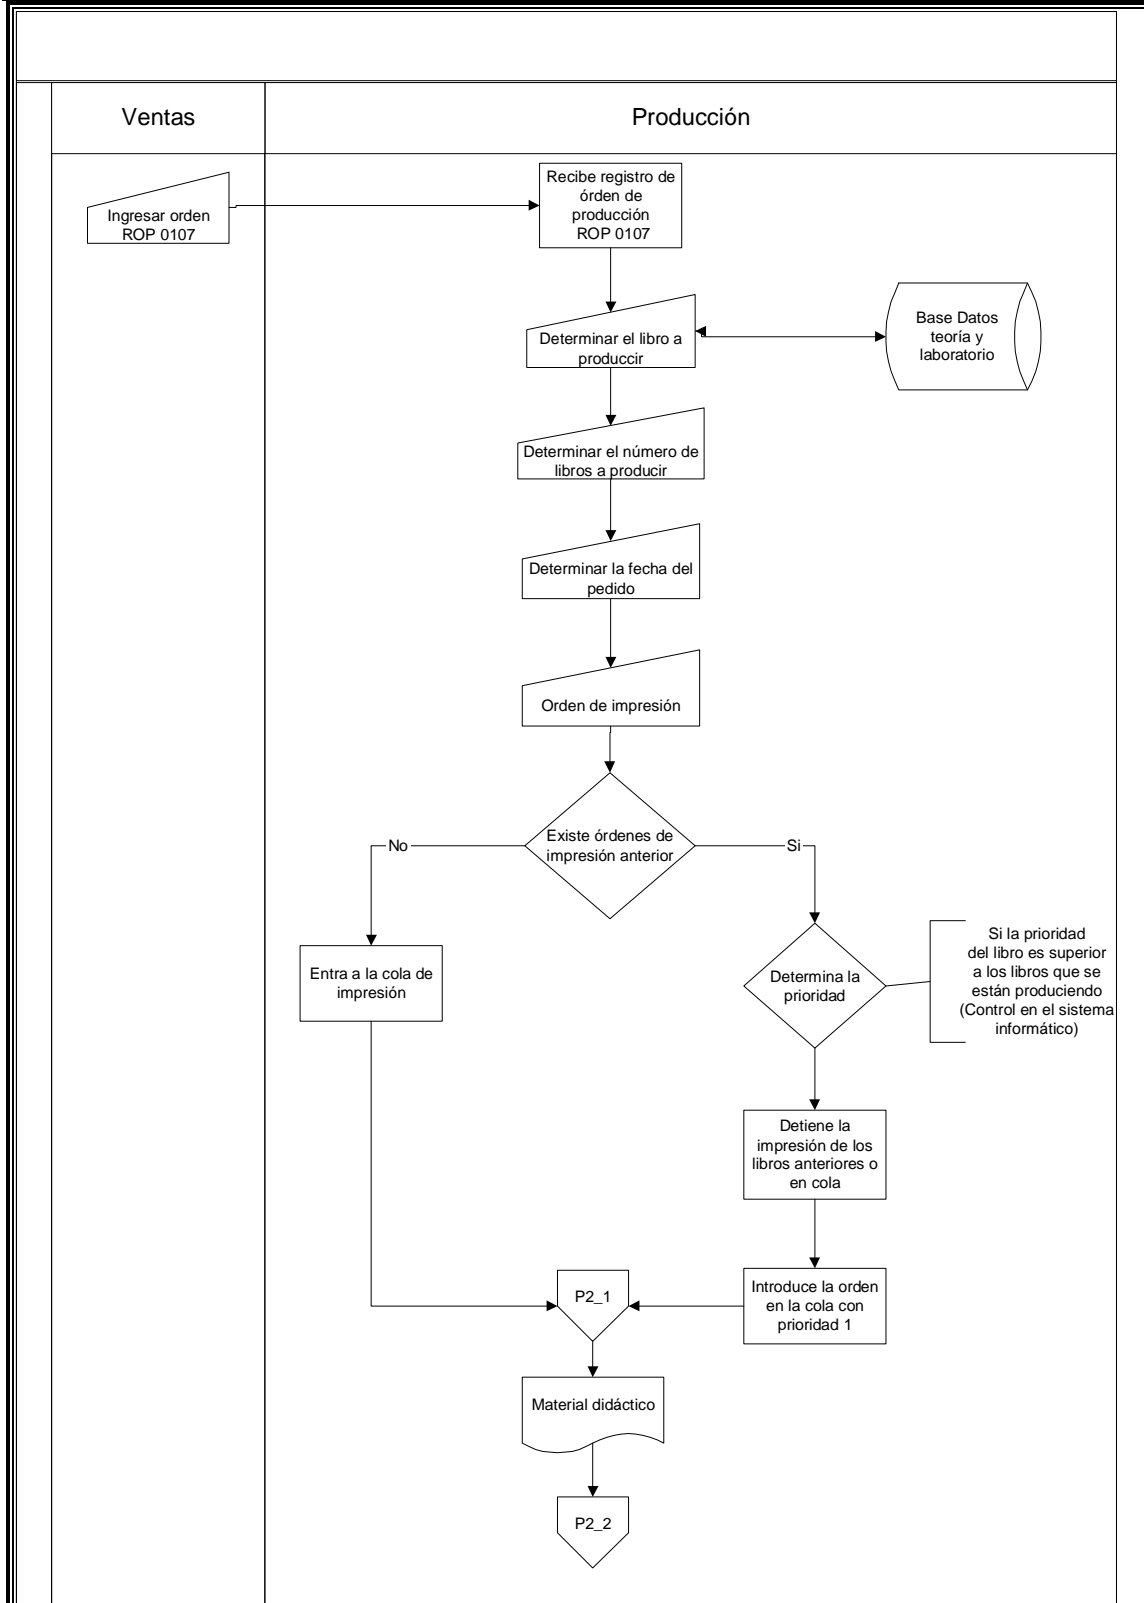 Ventas
Producción
Ingresar orden
ROP 0107
Recibe registro de
órden de
producción
ROP 0107
Determinar el libro a
produccir
Base Datos
teoría y
laboratorio
Determinar el número de
libros a producir
Determinar la fecha del
pedido
Orden de impresión
Existe órdenes de
impresión anterior
No
Si
Entra a la cola de
impresión
Determina la
prioridad
Si la prioridad
del libro es superior
a los libros que se
están produciendo
(Control en el sistema
informático)
Detiene la
impresión de los
libros anteriores o
en cola
Introduce la orden
en la cola con
prioridad 1
P2_1
Material didáctico
P2_2